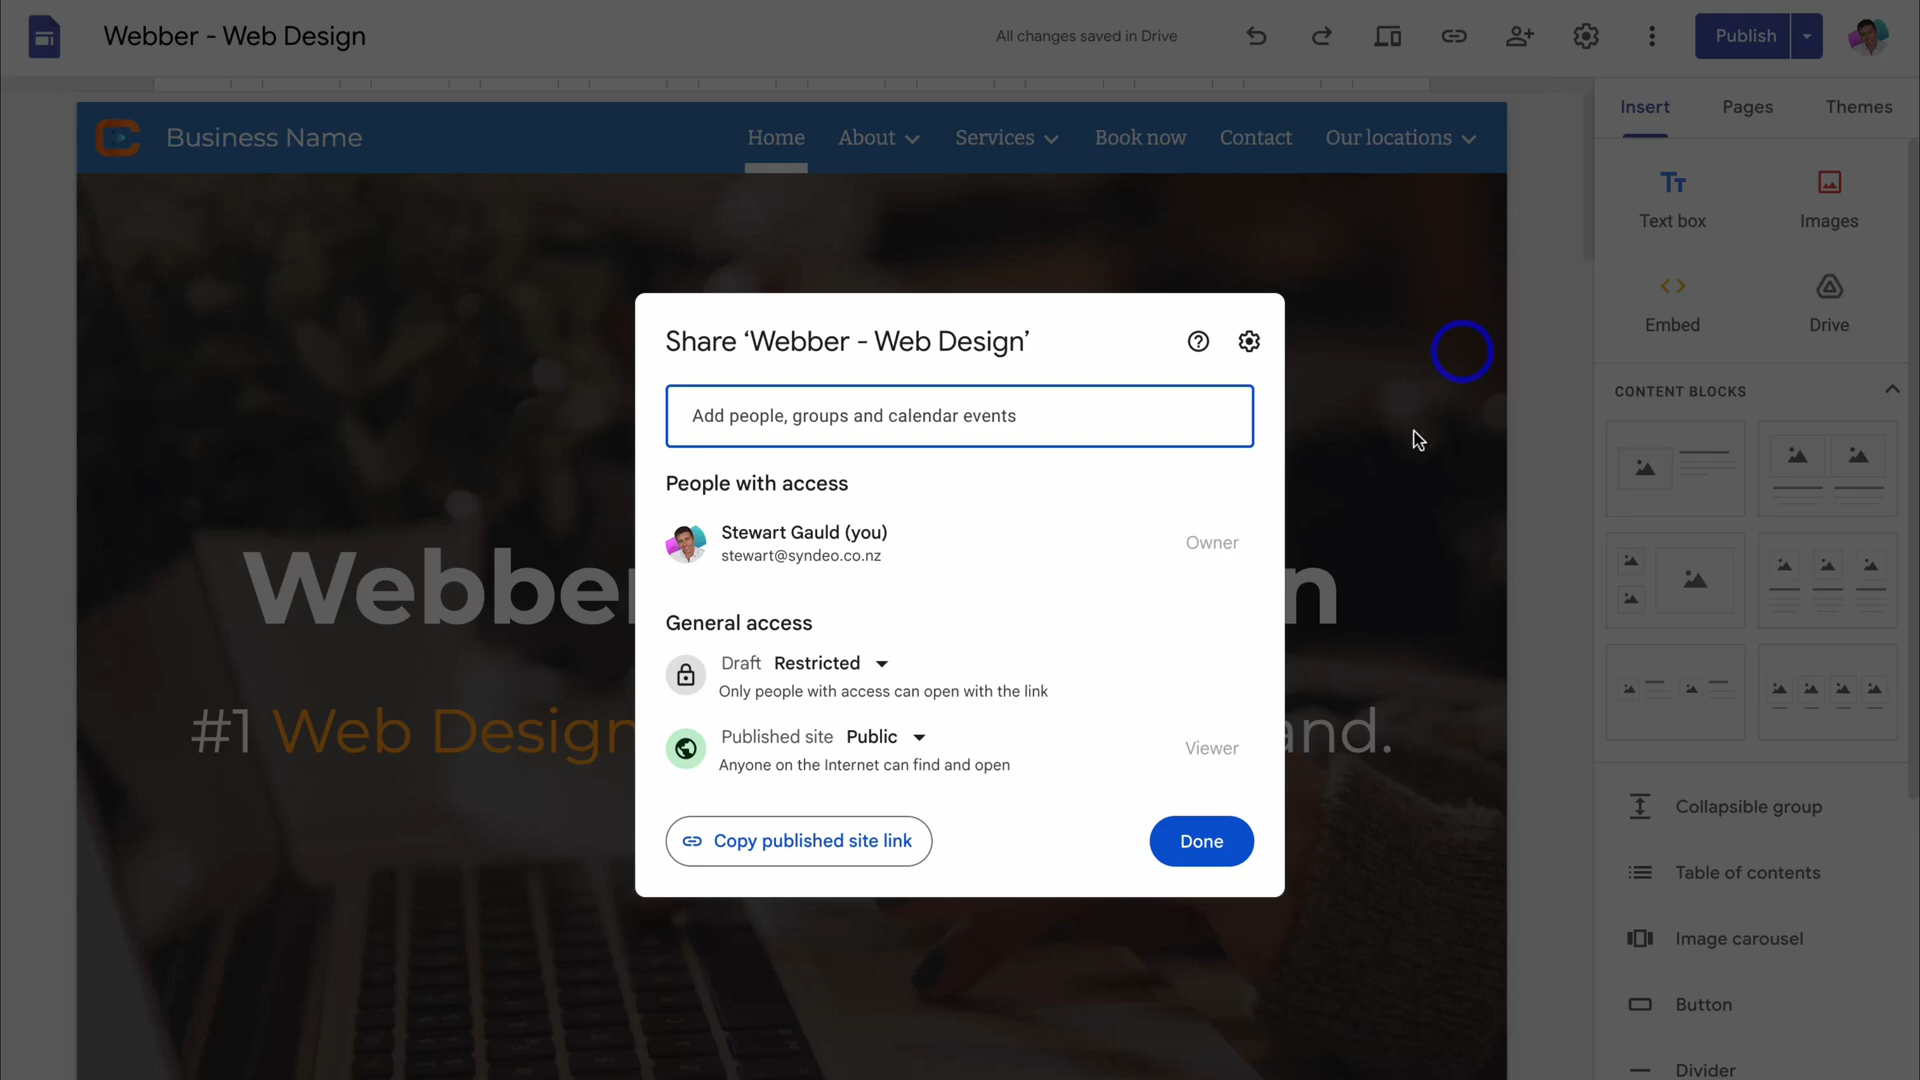 Webber - Web Design
All changes saved in Drive
Publish
Business Name
Home
About
Services
Book now
Contact
Our locations
Insert
Pages
Themes
Text box
Images
Embed
Drive
CONTENT BLOCKS
Share ‘Webber - Web Design’
Add people, groups and calendar events
People with access
Stewart Gauld (you)
stewart@syndeo.co.nz
Owner
General access
Draft Restricted
Only people with access can open with the link
Published site Public
Anyone on the Internet can find and open
Viewer
Copy published site link
Done
Webber
#1 Web Design
Collapsible group
Table of contents
Image carousel
Button
Divider